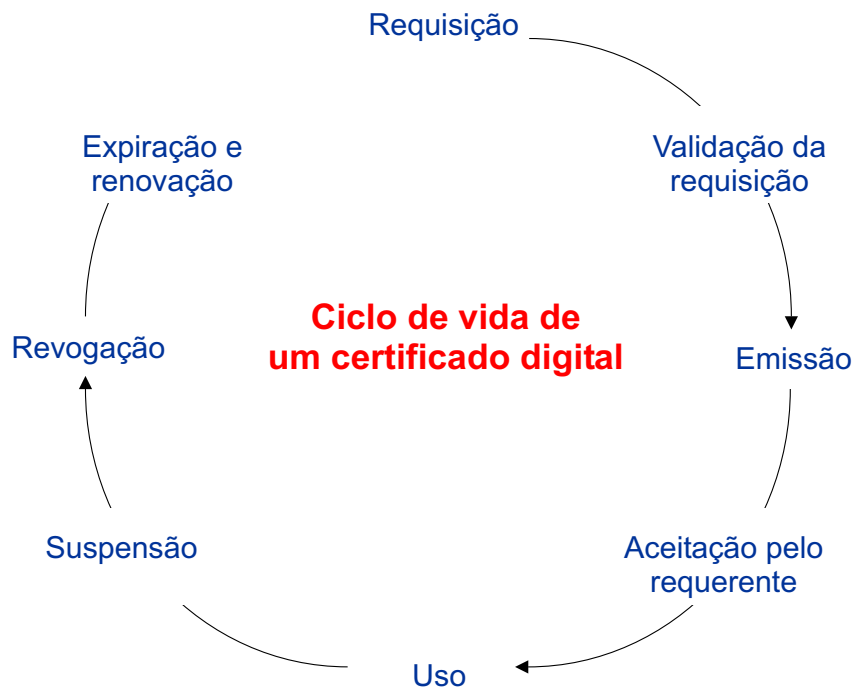 Requisição
Validação da
requisição
Emissão
Aceitação pelo
requerente
Uso
Suspensão
Revogação
Expiração e
renovação
Ciclo de vida de
um certificado digital